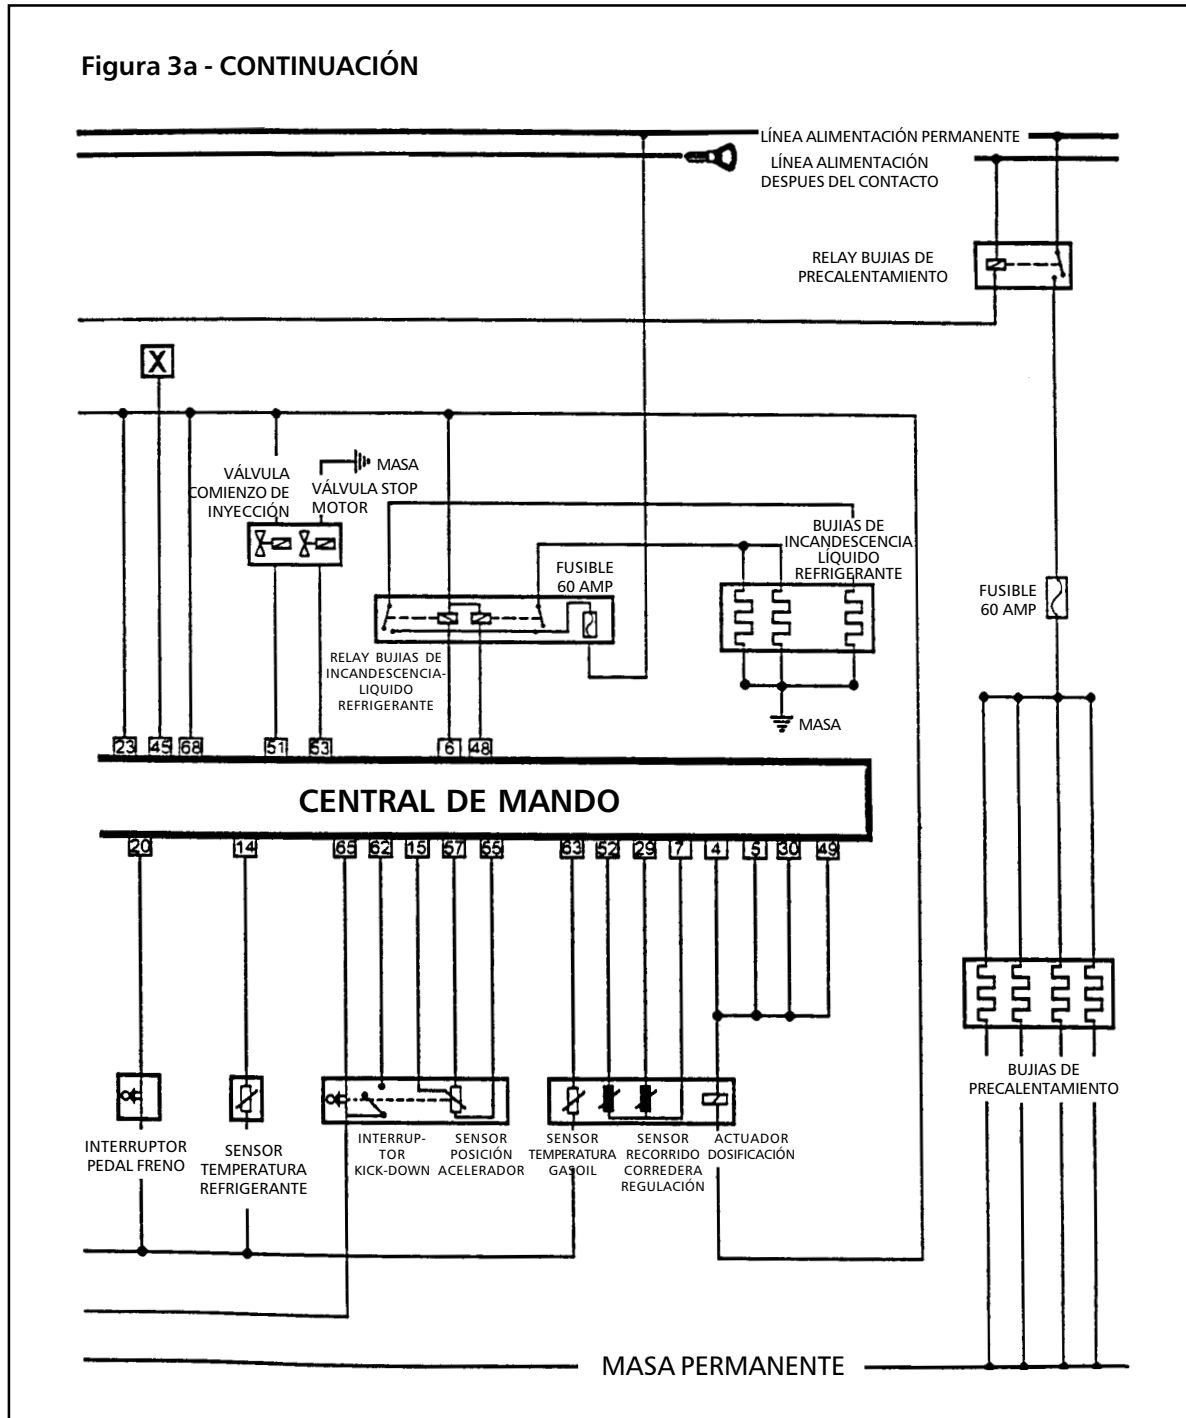 Figura 3a - CONTINUACIÓN
LÍNEA ALIMENTACIÓN PERMANENTE
LÍNEA ALIMENTACIÓN
DESPUES DEL CONTACTO
RELAY BUJIAS DE
PRECALENTAMIENTO
X
MASA
VÁLVULA
COMIENZO DE
INYECCIÓN
VÁLVULA STOP
MOTOR
BUJIAS DE
INCANDESCENCIA
LÍQUIDO
REFRIGERANTE
FUSIBLE
60 AMP
FUSIBLE
60 AMP
RELAY BUJIAS DE
INCANDESCENCIA-
LIQUIDO
REFRIGERANTE
MASA
23 45 68 51 53 6 48
CENTRAL DE MANDO
20 14 65 62 15 57 55 63 52 29 7 4 5 30 49
BUJIAS DE
PRECALENTAMIENTO
INTERRUPTOR
PEDAL FRENO
SENSOR
TEMPERATURA
REFRIGERANTE
INTERRUP-
TOR
KICK-DOWN
SENSOR
POSICIÓN
ACELERADOR
SENSOR
TEMPERATURA
GASOIL
SENSOR
RECORRIDO
CORREDERA
REGULACIÓN
ACTUADOR
DOSIFICACIÓN
MASA PERMANENTE